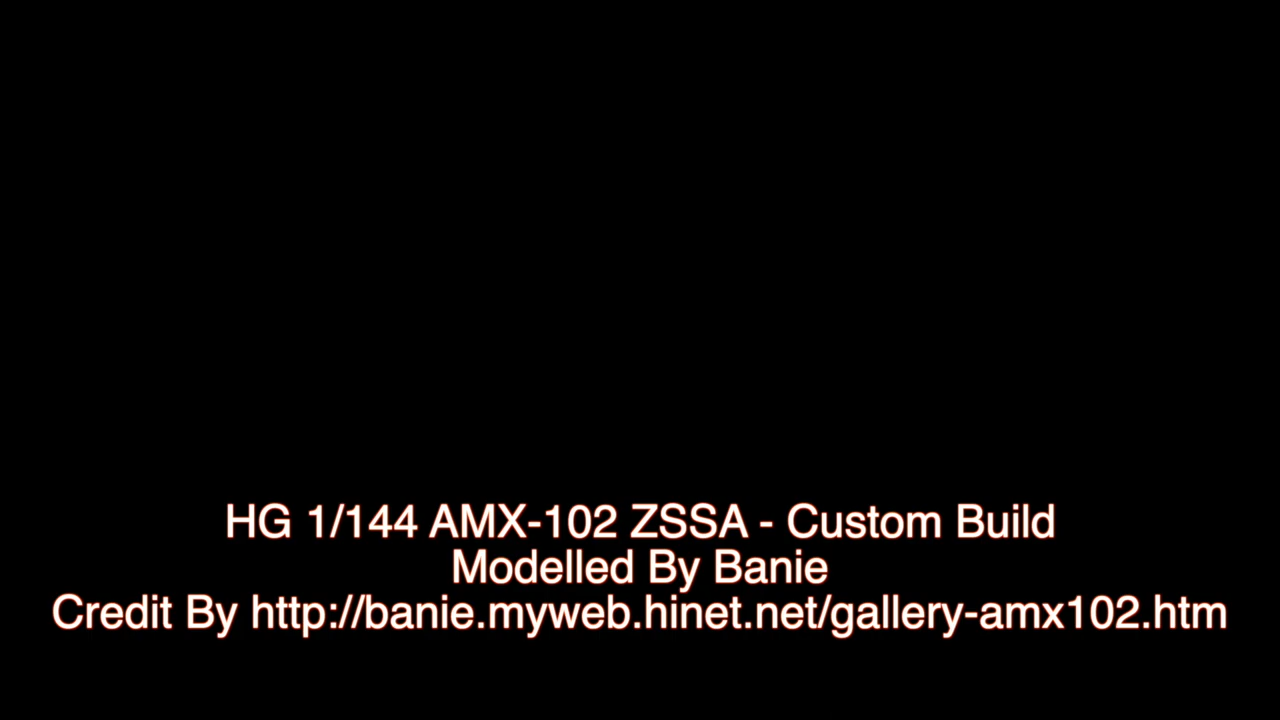 HG 1/144 AMX-102 ZSSA - Custom Build
Modelled By Banie
Credit By http://banie.myweb.hinet.net/gallery-amx102.htm